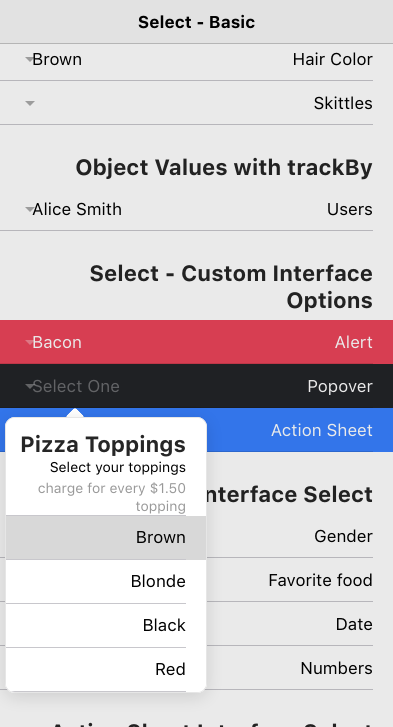 Select - Basic
Hair Color
Brown
Skittles
Object Values with trackBy
Users
Alice Smith
Select - Custom Interface
Options
Alert
Bacon
Popover
Select One
Action Sheet
Pizza Toppings
Select your toppings
charge for every $1.50
topping
Brown
Blonde
Black
Red
Interface Select
Gender
Favorite food
Date
Numbers